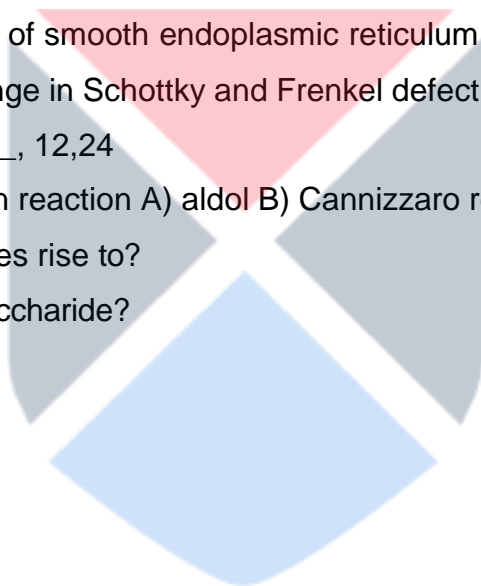 of smooth endoplasmic reticulum
nge in Schottky and Frenkel defect
_, 12,24
n reaction A) aldol B) Cannizzaro r
es rise to?
ccharide?